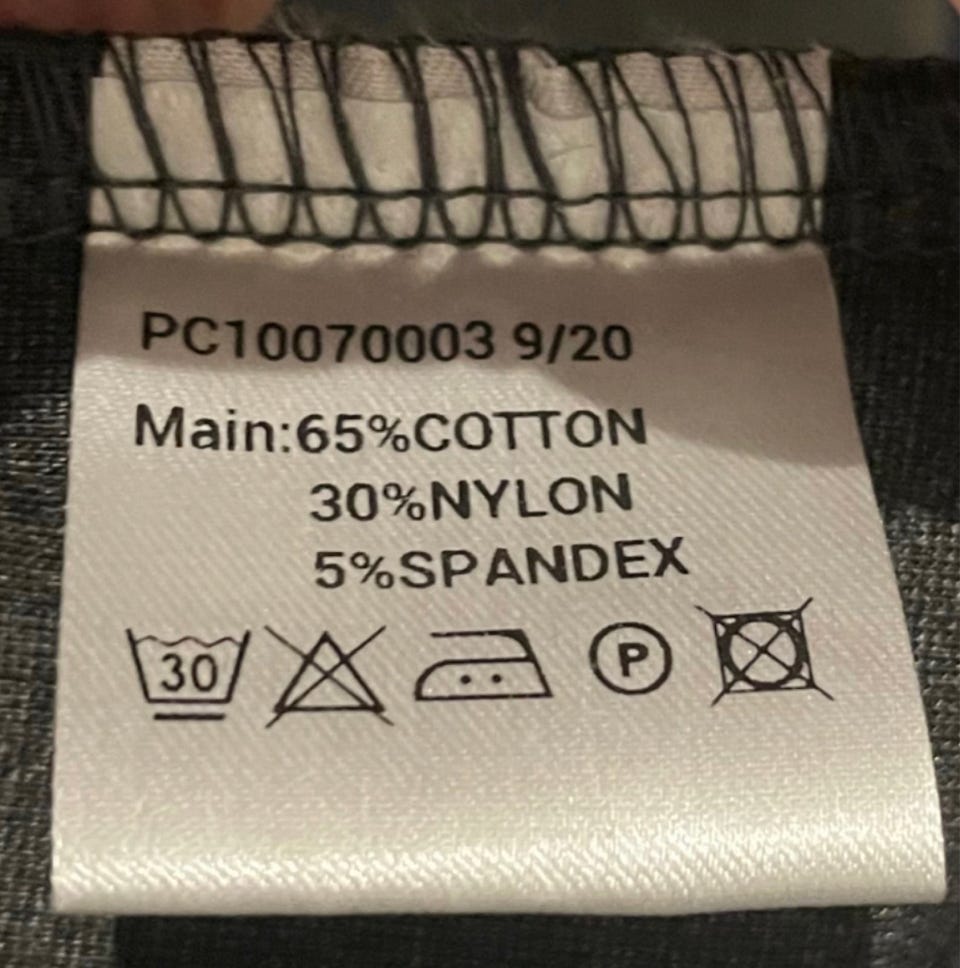 PC10070003 9/20
Main:65%COTTON
30%NYLON
5%SPANDEX
30 P